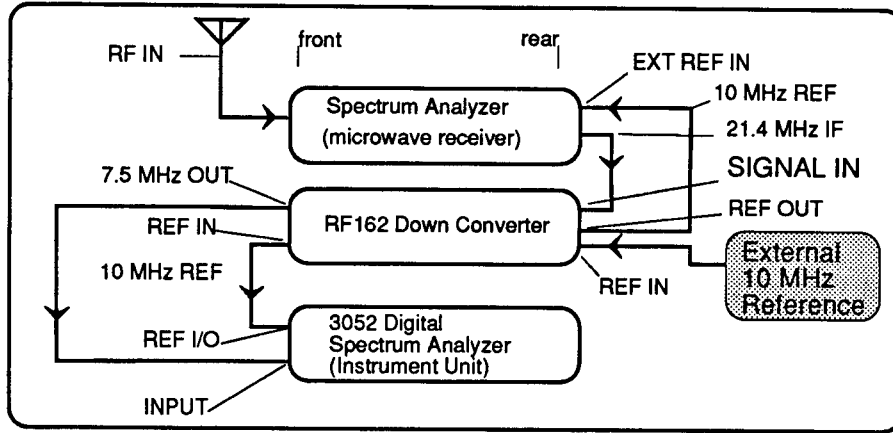 front
rear
RF IN
EXT REF IN
Spectrum Analyzer
(microwave receiver)
10 MHz REF
21.4 MHz IF
7.5 MHz OUT
SIGNAL IN
REF IN
RF162 Down Converter
REF OUT
10 MHz REF
REF IN
External
10 MHz
Reference
REF I/O
3052 Digital
Spectrum Analyzer
(Instrument Unit)
INPUT